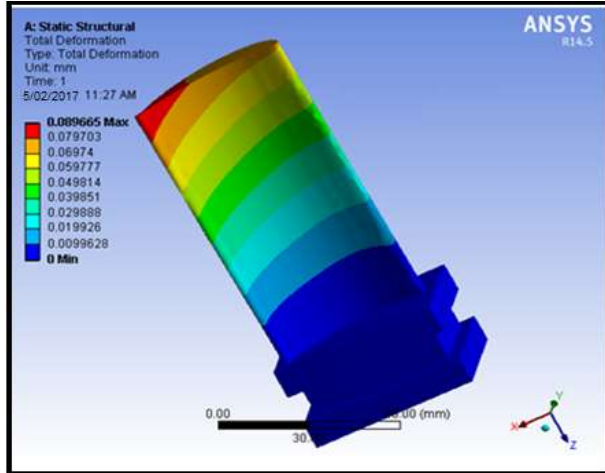 A: Static Structural
Total Deformation
Type: Total Deformation
Unit: mm
Time: 1
5/02/2017 11:27 AM
0.089665 Max
0.079703
0.06974
0.059777
0.049814
0.039851
0.029888
0.019926
0.0099628
0 Min
ANSYS
R14.5
0.00
(mm)
X
Y
Z